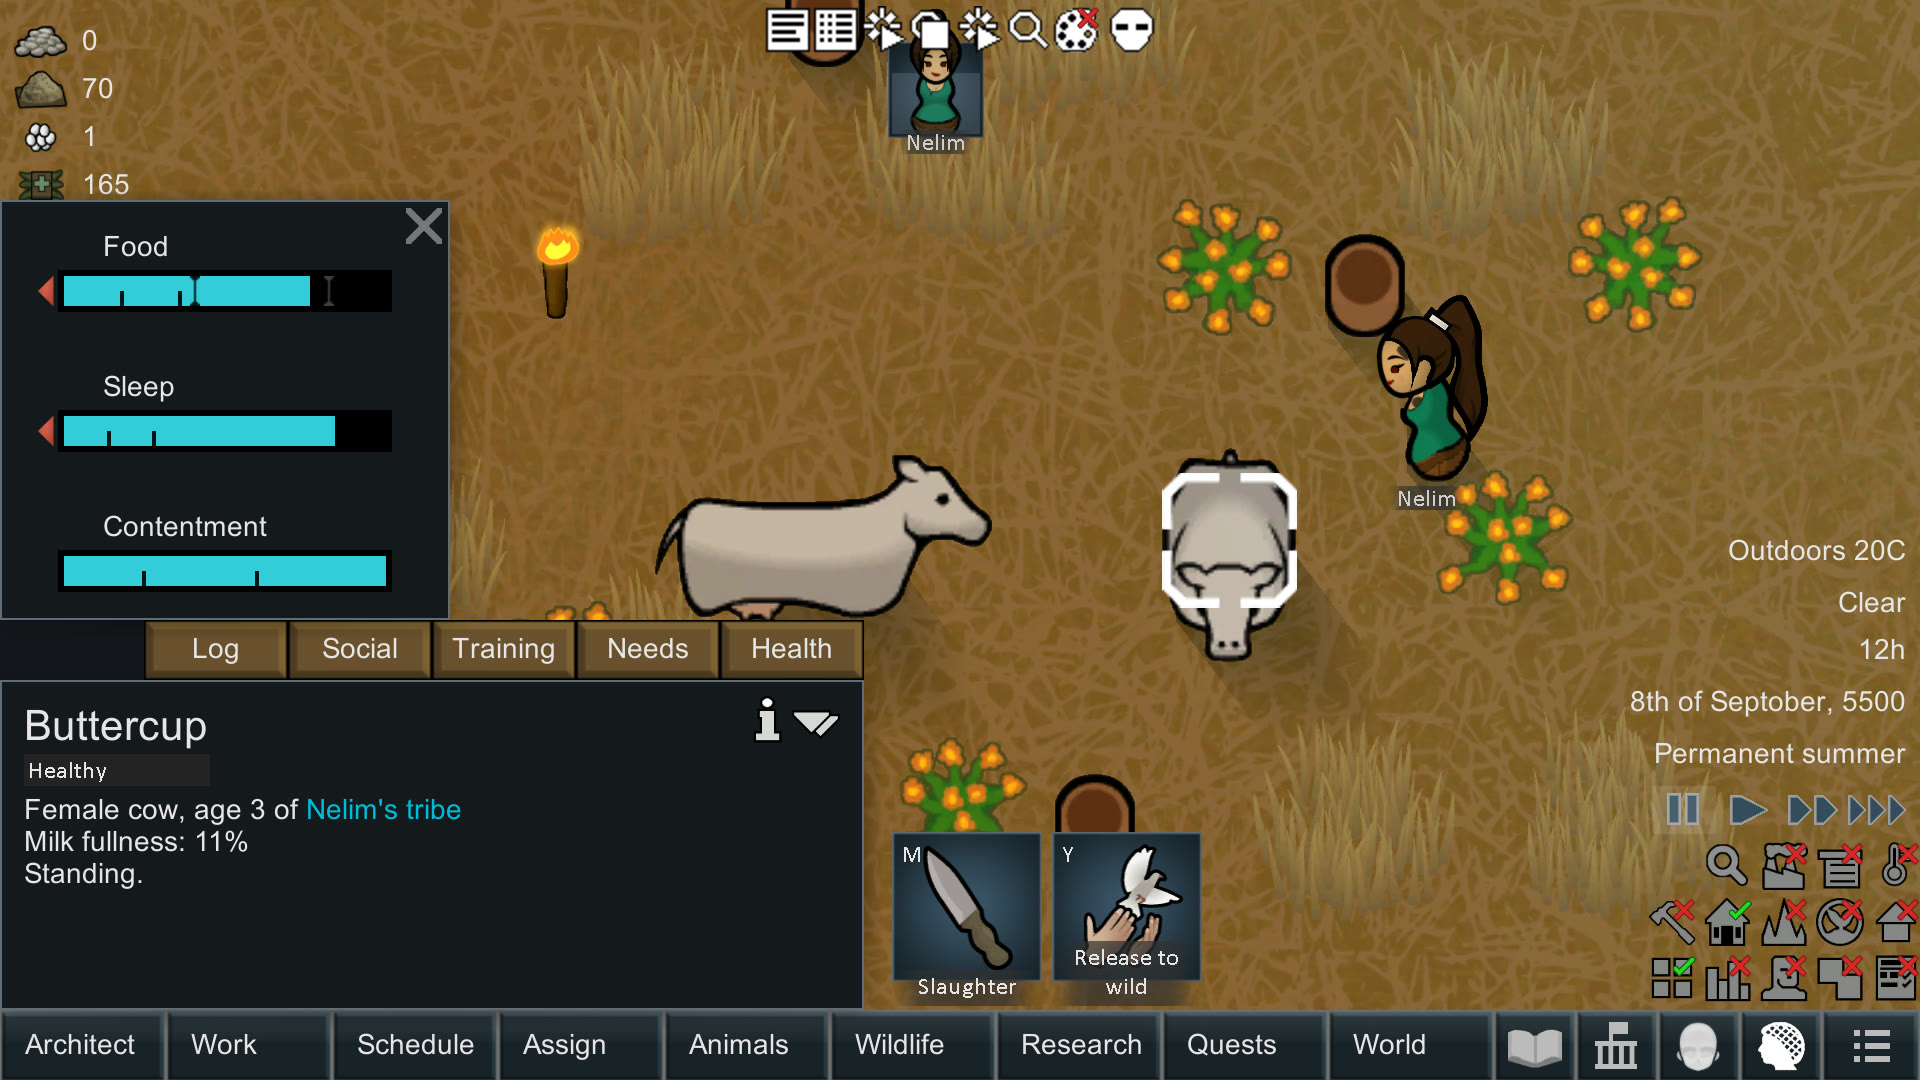 0
70
1
165
Nelim
Food
Sleep
Contentment
Nelim
Outdoors 20C
Clear
12h
8th of Septober, 5500
Permanent summer
Log
Social
Training
Needs
Health
Buttercup
Healthy
Female cow, age 3 of Nelim's tribe
Milk fullness: 11%
Standing.
M
Slaughter
Y
Release to
wild
Architect
Work
Schedule
Assign
Animals
Wildlife
Research
Quests
World